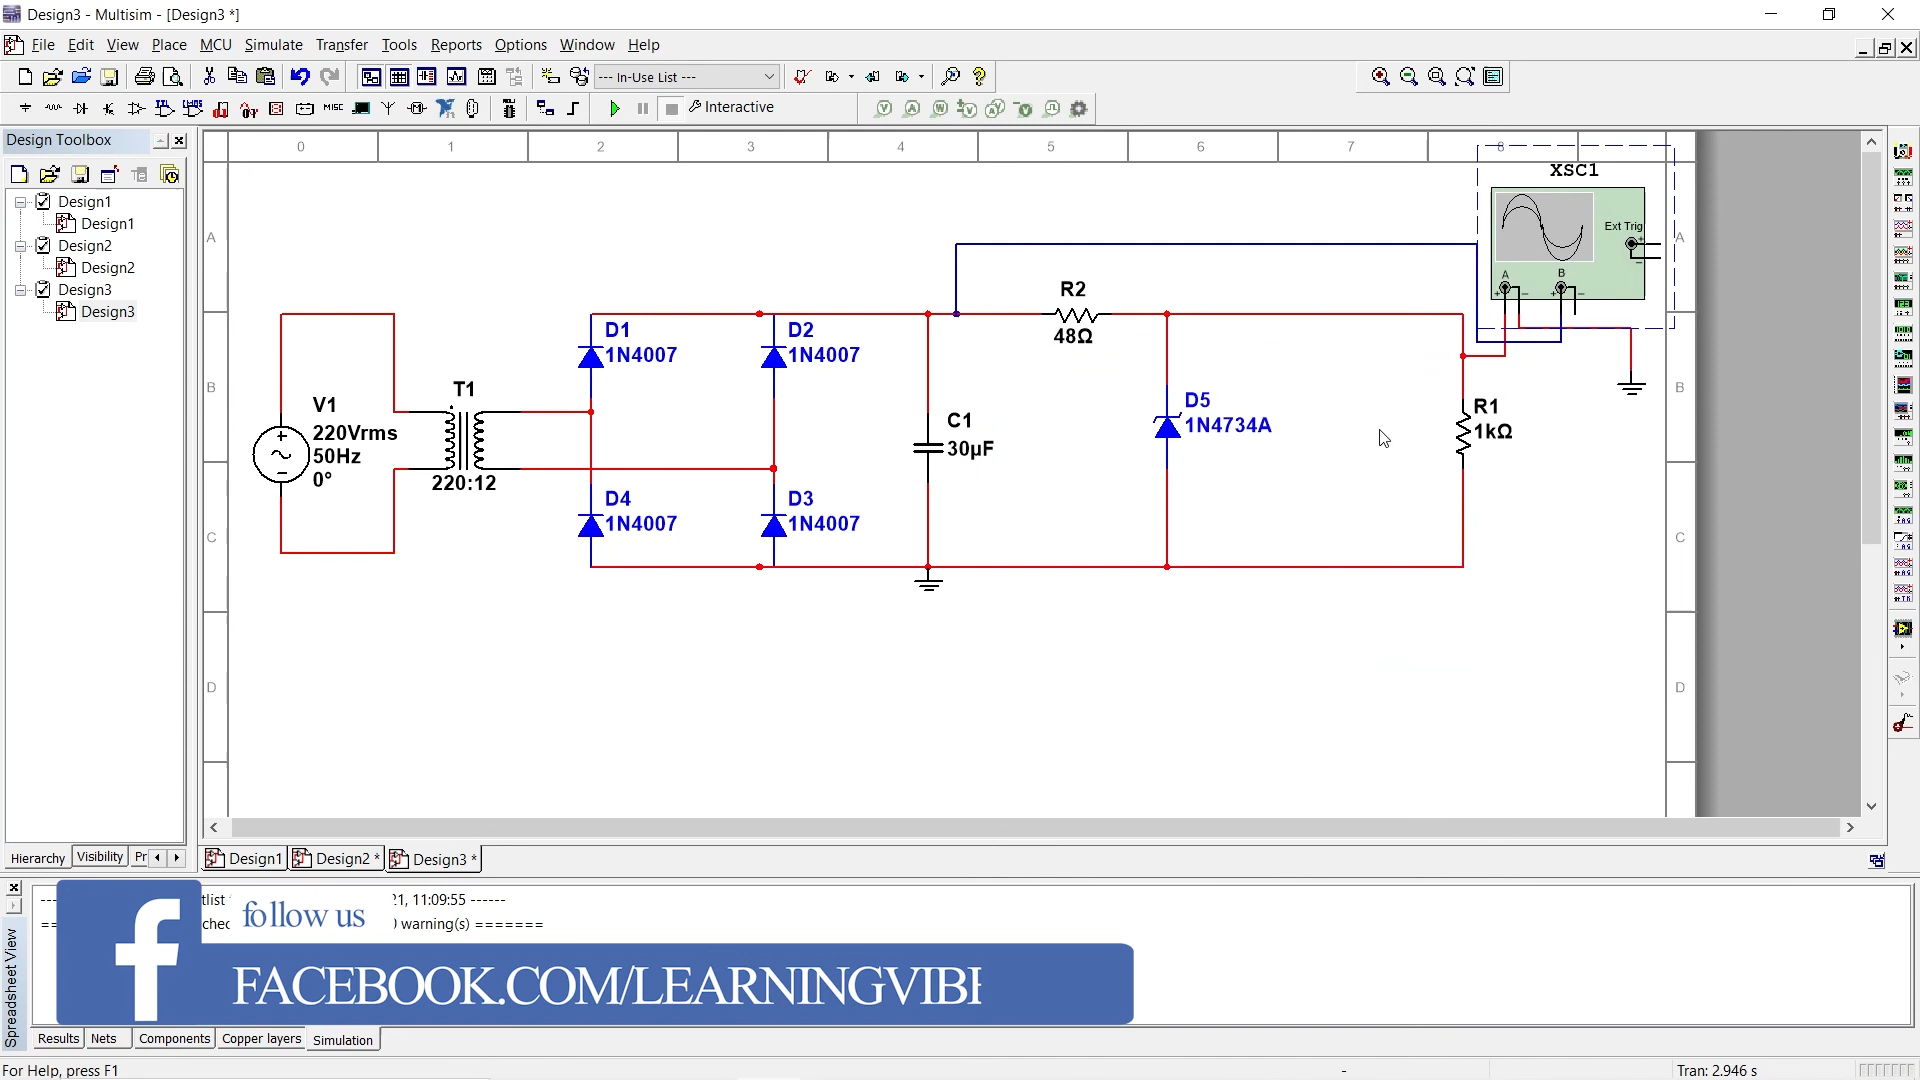 Design3 - Multisim - [Design3 *]
File Edit View Place MCU Simulate Transfer Tools Reports Options Window Help
--- In-Use List ---
MISC Interactive
Design Toolbox
Design1
Design1
Design2
Design2
Design3
Design3
0 1 2 3 4 5 6 7 8
A
B
C
D
A
B
C
D
XSC1
Ext Trig
A B
V1
220Vrms
50Hz
0°
T1
220:12
D1
1N4007
D2
1N4007
D4
1N4007
D3
1N4007
C1
30µF
R2
48Ω
D5
1N4734A
R1
1kΩ
Hierarchy Visibility Pr
Design1 Design2 * Design3 *
11:09:55 ------
warning(s) =======
follow us
FACEBOOK.COM/LEARNINGVIBE
Spreadsheet View
Results Nets Components Copper layers Simulation
For Help, press F1
- Tran: 2.946 s